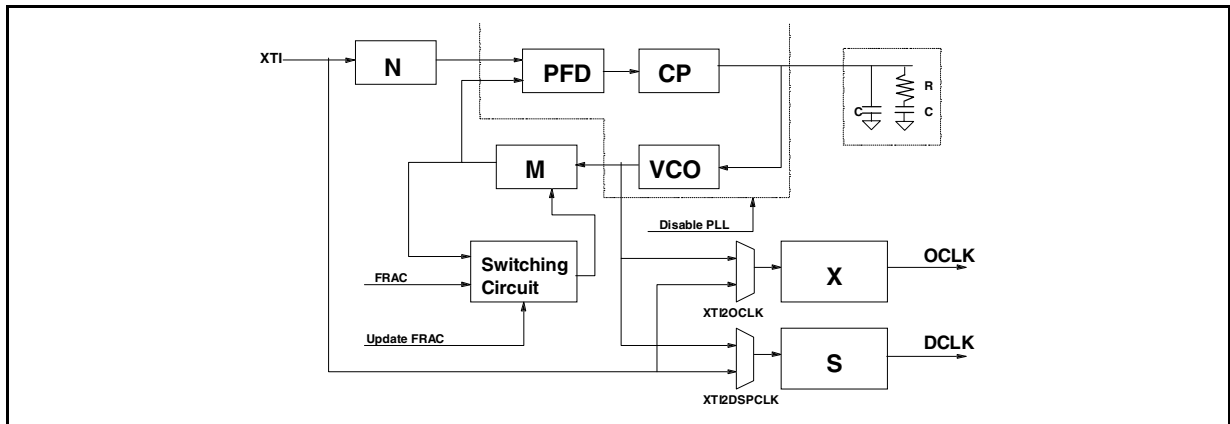 XTI
N
PFD
CP
R
C
C
M
VCO
Disable PLL
Switching
Circuit
FRAC
Update FRAC
XTI2OCLK
X
OCLK
XTI2DSPCLK
S
DCLK